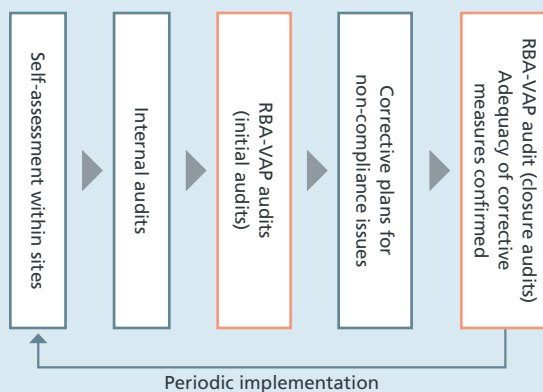 Self-assessment within sites
Internal audits
RBA-VAP audits
(initial audits)
Corrective plans for
non-compliance issues
RBA-VAP audit (closure audits)
Adequacy of corrective
measures confirmed
Periodic implementation